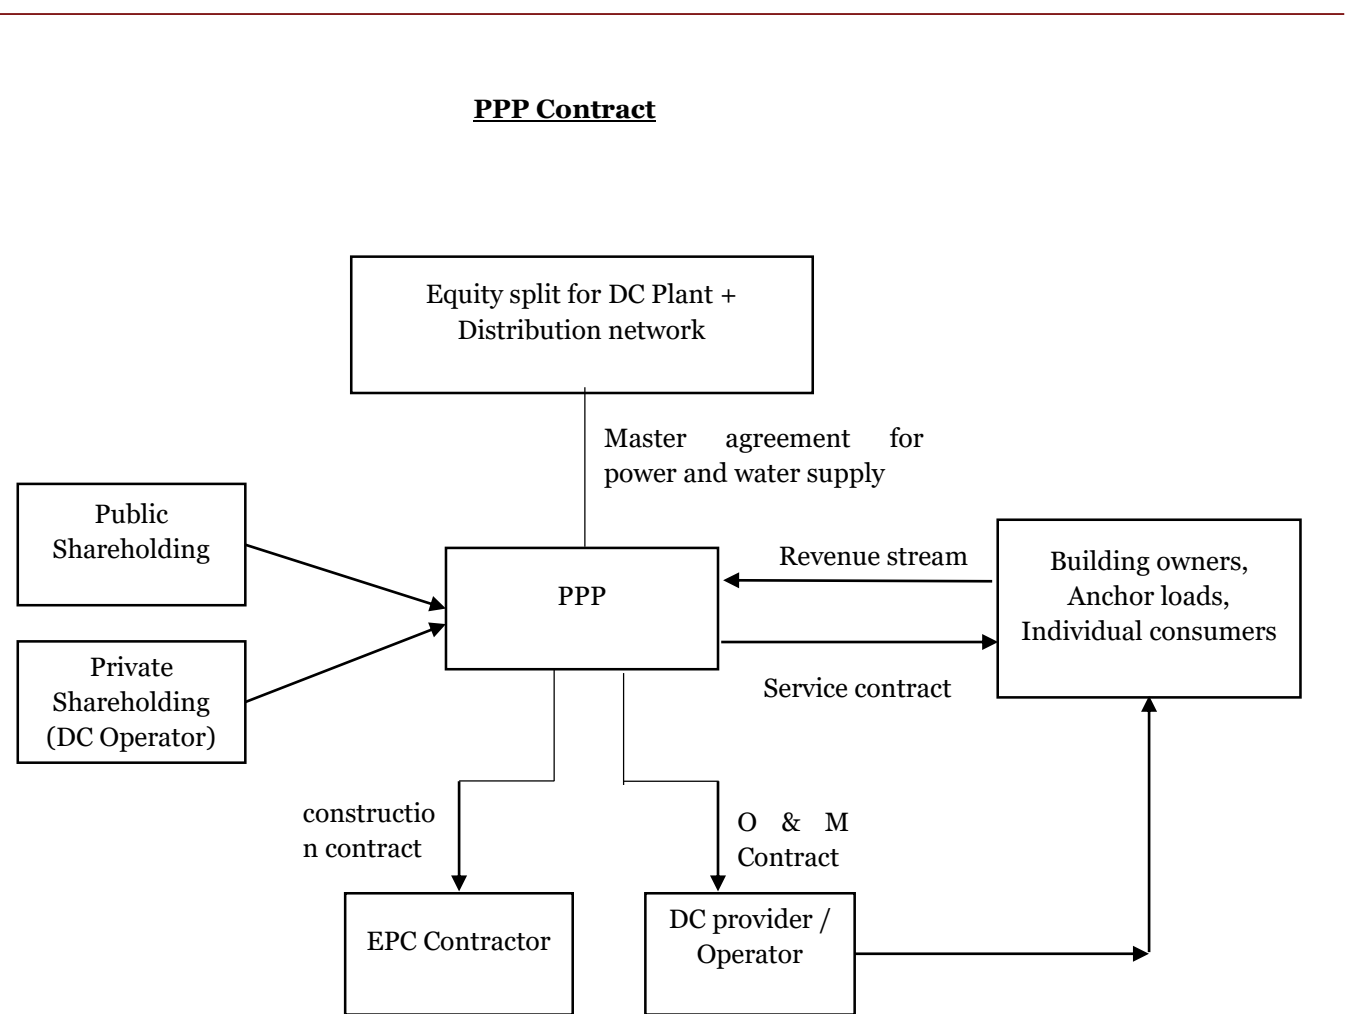 PPP Contract
Equity split for DC Plant +
Distribution network
Master agreement for
power and water supply
Public
Shareholding
Private
Shareholding
(DC Operator)
PPP
Revenue stream
Service contract
Building owners,
Anchor loads,
Individual consumers
constructio
n contract
O & M
Contract
EPC Contractor
DC provider /
Operator